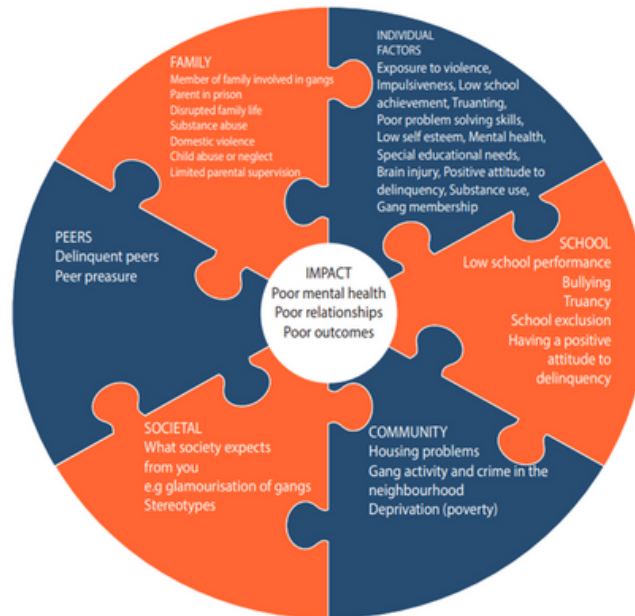 FAMILY
Member of family involved in gangs
Parent in prison
Disrupted family life
Substance abuse
Domestic violence
Child abuse or neglect
Limited parental supervision
INDIVIDUAL
FACTORS
Exposure to violence,
Impulsiveness, Low school
achievement, Truanting,
Poor problem solving skills,
Low self esteem, Mental health,
Special educational needs,
Brain injury, Positive attitude to
delinquency, Substance use,
Gang membership
PEERS
Delinquent peers
Peer preasure
IMPACT
Poor mental health
Poor relationships
Poor outcomes
SCHOOL
Low school performance
Bullying
Truancy
School exclusion
Having a positive
attitude to
delinquency
SOCIETAL
What society expects
from you
e.g glamourisation of gangs
Stereotypes
COMMUNITY
Housing problems
Gang activity and crime in the
neighbourhood
Deprivation (poverty)